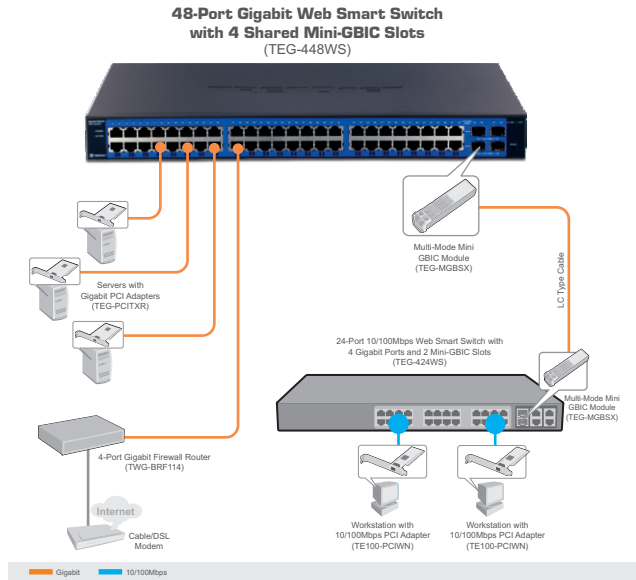 48-Port Gigabit Web Smart Switch
with 4 Shared Mini-GBIC Slots
(TEG-448WS)
Multi-Mode Mini
GBIC Module
(TEG-MGBSX)
LC Type Cable
Servers with
Gigabit PCI Adapters
(TEG-PCITXR)
24-Port 10/100Mbps Web Smart Switch with
4 Gigabit Ports and 2 Mini-GBIC Slots
(TEG-424WS)
Multi-Mode Mini
GBIC Module
(TEG-MGBSX)
4-Port Gigabit Firewall Router
(TWG-BRF114)
Internet
Cable/DSL
Modem
Workstation with
10/100Mbps PCI Adapter
(TE100-PCIWN)
Workstation with
10/100Mbps PCI Adapter
(TE100-PCIWN)
Gigabit
10/100Mbps